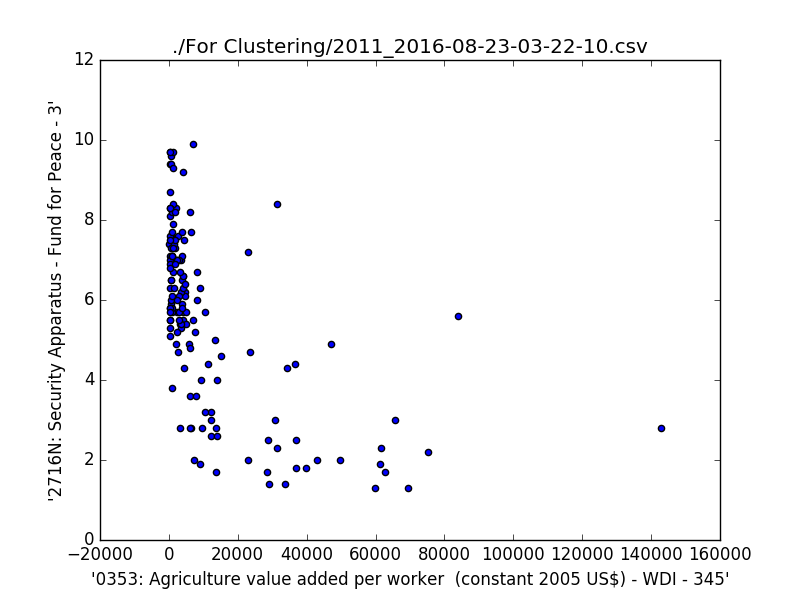 ./For Clustering/2011_2016-08-23-03-22-10.csv
12
10
8
6
4
2
0
'2716N: Security Apparatus - Fund for Peace - 3'
−20000 0 20000 40000 60000 80000 100000 120000 140000 160000
'0353: Agriculture value added per worker  (constant 2005 US$) - WDI - 345'